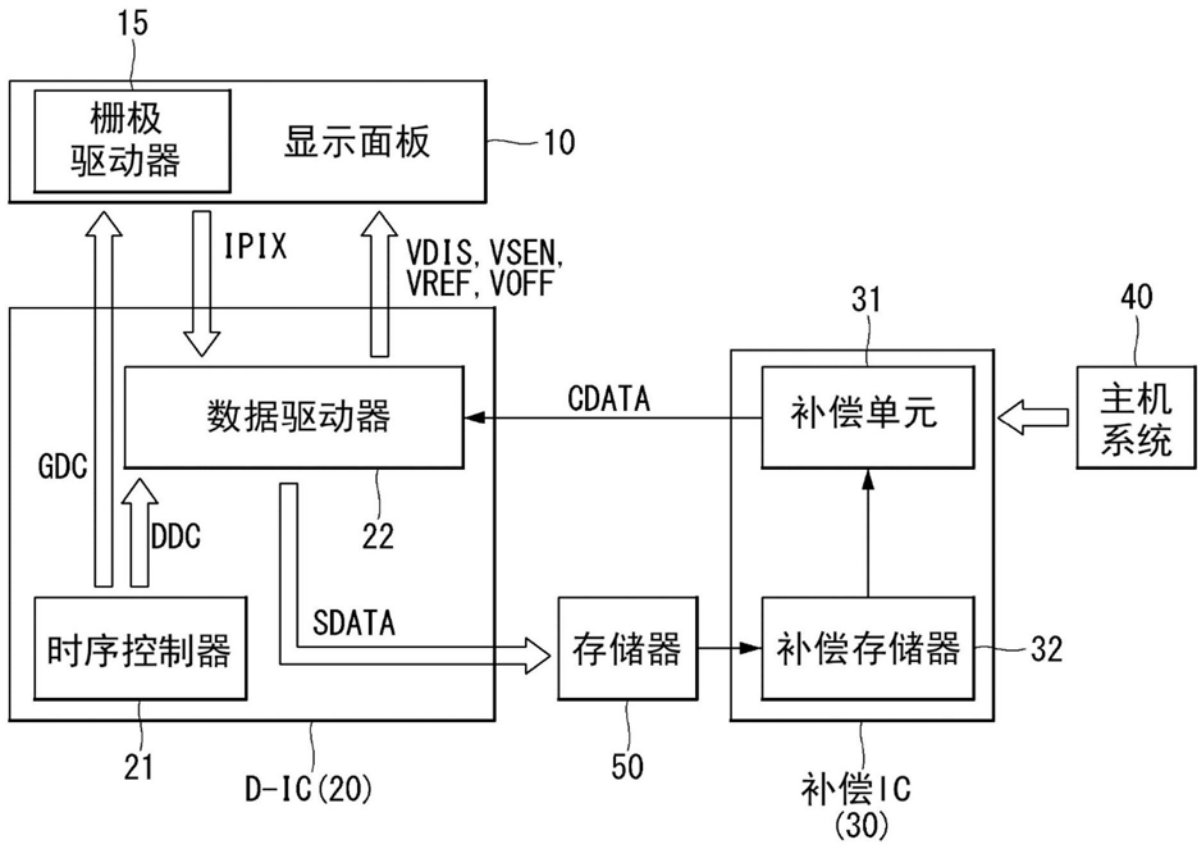 15
栅极
驱动器
显示面板
10
IPIX
VDIS, VSEN,
VREF, VOFF
31
40
数据驱动器
CDATA
补偿单元
主机
系统
GDC
DDC
22
时序控制器
SDATA
存储器
补偿存储器
32
21
50
D-IC(20)
补偿IC
(30)